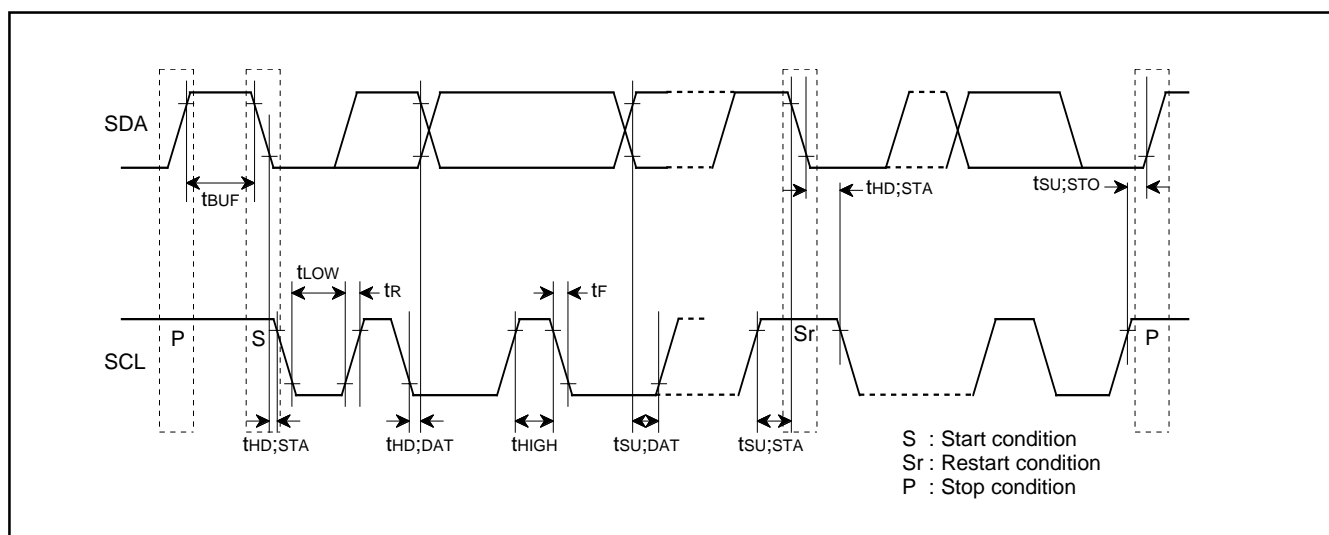 SDA
tBUF
tHD;STA
tSU;STO
tLOW
tR
tF
P
S
Sr
P
SCL
tHD;STA
tHD;DAT
tHIGH
tSU;DAT
tSU;STA
S : Start condition
Sr : Restart condition
P : Stop condition